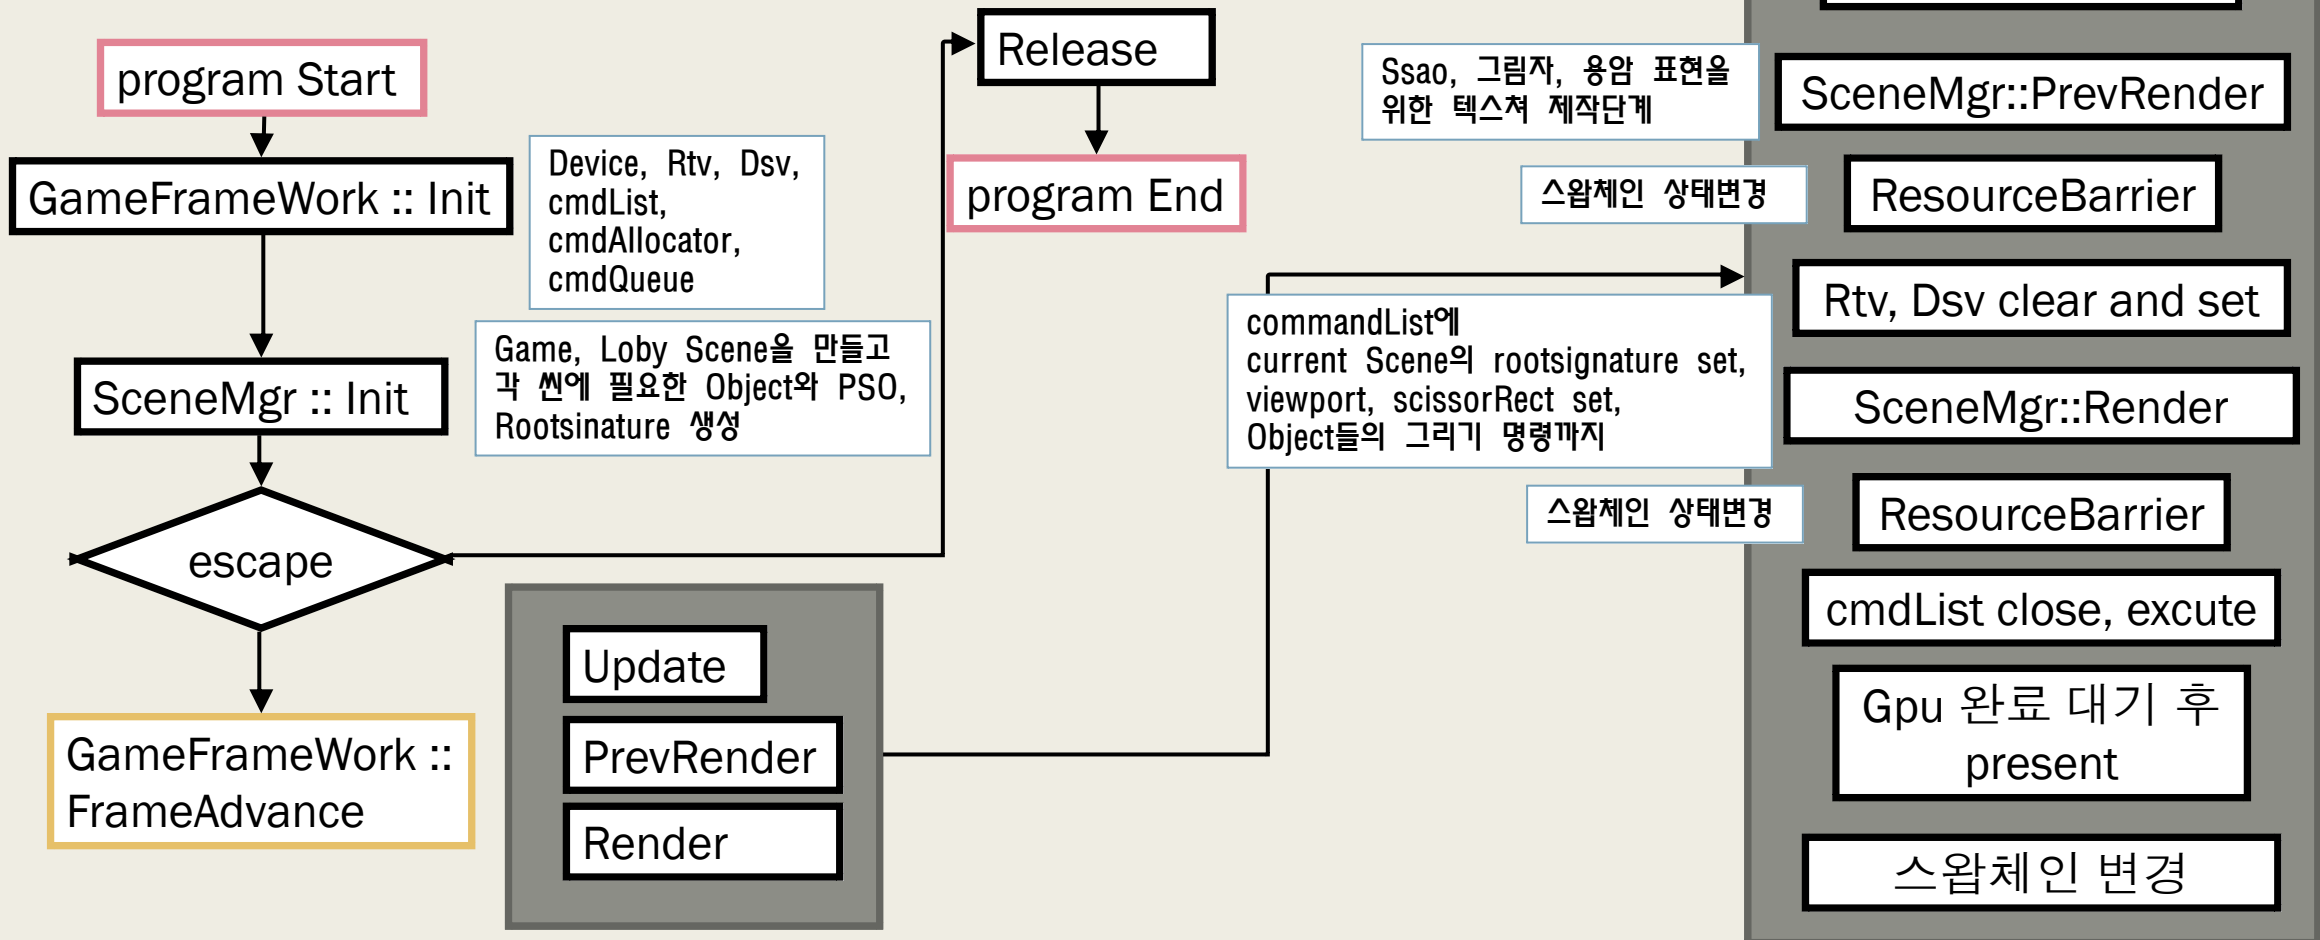 program Start
GameFrameWork :: Init
Device, Rtv, Dsv,
cmdList,
cmdAllocator,
cmdQueue
SceneMgr :: Init
Game, Loby Scene을 만들고
각 씬에 필요한 Object와 PSO,
Rootsinature 생성
escape
GameFrameWork ::
FrameAdvance
Update
PrevRender
Render
Release
program End
Ssao, 그림자, 용암 표현을
위한 텍스쳐 제작단계
SceneMgr::PrevRender
스왑체인 상태변경
ResourceBarrier
Rtv, Dsv clear and set
commandList에
current Scene의 rootsignature set,
viewport, scissorRect set,
Object들의 그리기 명령까지
SceneMgr::Render
스왑체인 상태변경
ResourceBarrier
cmdList close, excute
Gpu 완료 대기 후
present
스왑체인 변경